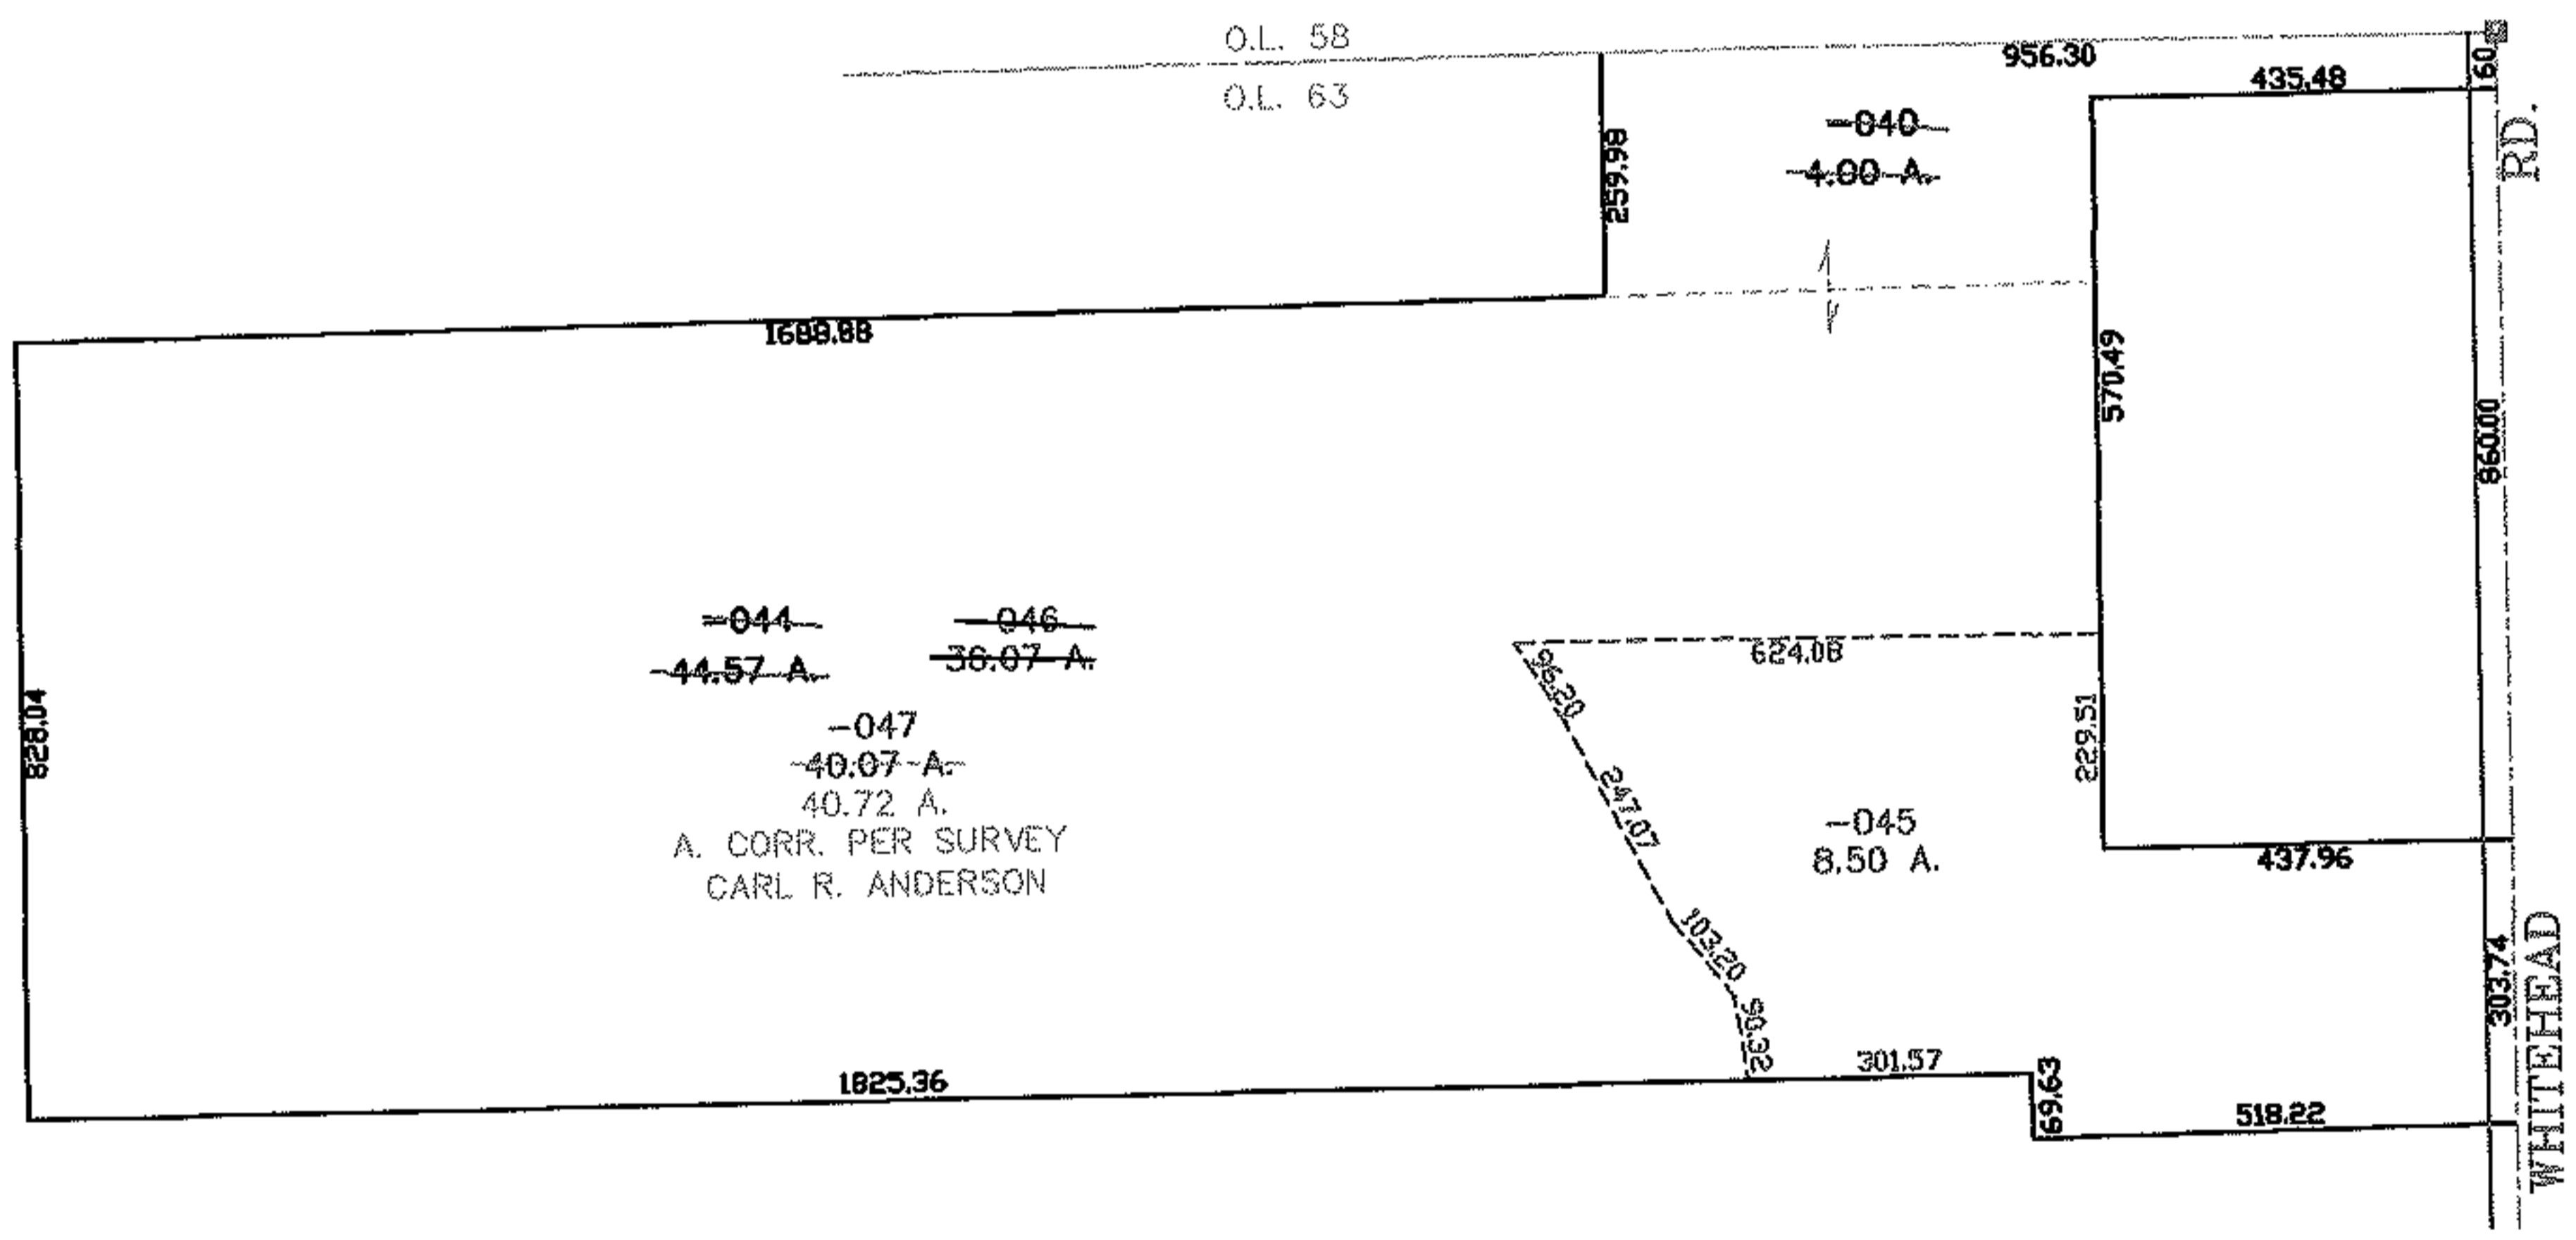 O.L. 58
O.L. 63
956.30
60
435.48
RD.
-040
4.00 A.
259.98
1688.88
570.49
860.00
-044
44.57 A.
-046
36.07 A.
-047
40.07 A.
40.72 A.
A. CORR. PER SURVEY
CARL R. ANDERSON
828.04
624.08
96.20
247.07
103.20
90.32
229.51
-045
8.50 A.
437.96
303.74
WHITEHEAD
301.57
69.63
518.22
1825.36